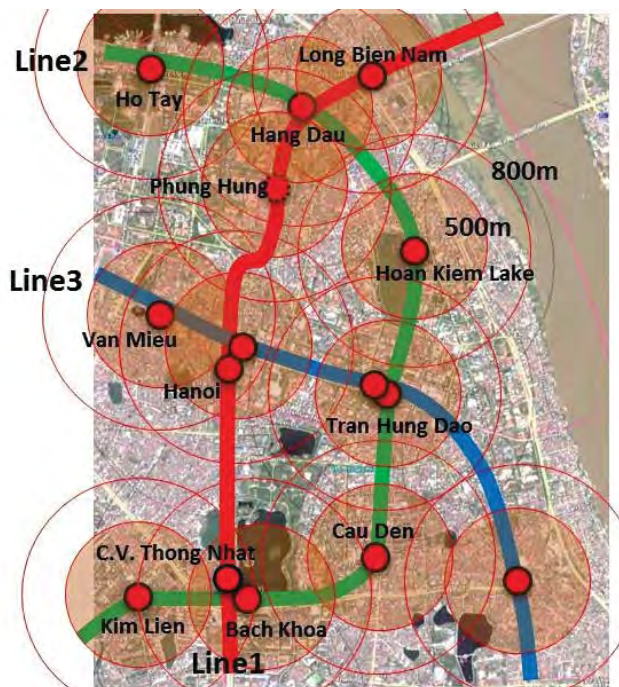 Line2
Long Bien Nam
Ho Tay
Hang Dau
800m
Phung Hung
500m
Hoan Kiem Lake
Line3
Van Mieu
Hanoi
Tran Hung Dao
Cau Den
C.V. Thong Nhat
Kim Lien
Bach Khoa
Line1